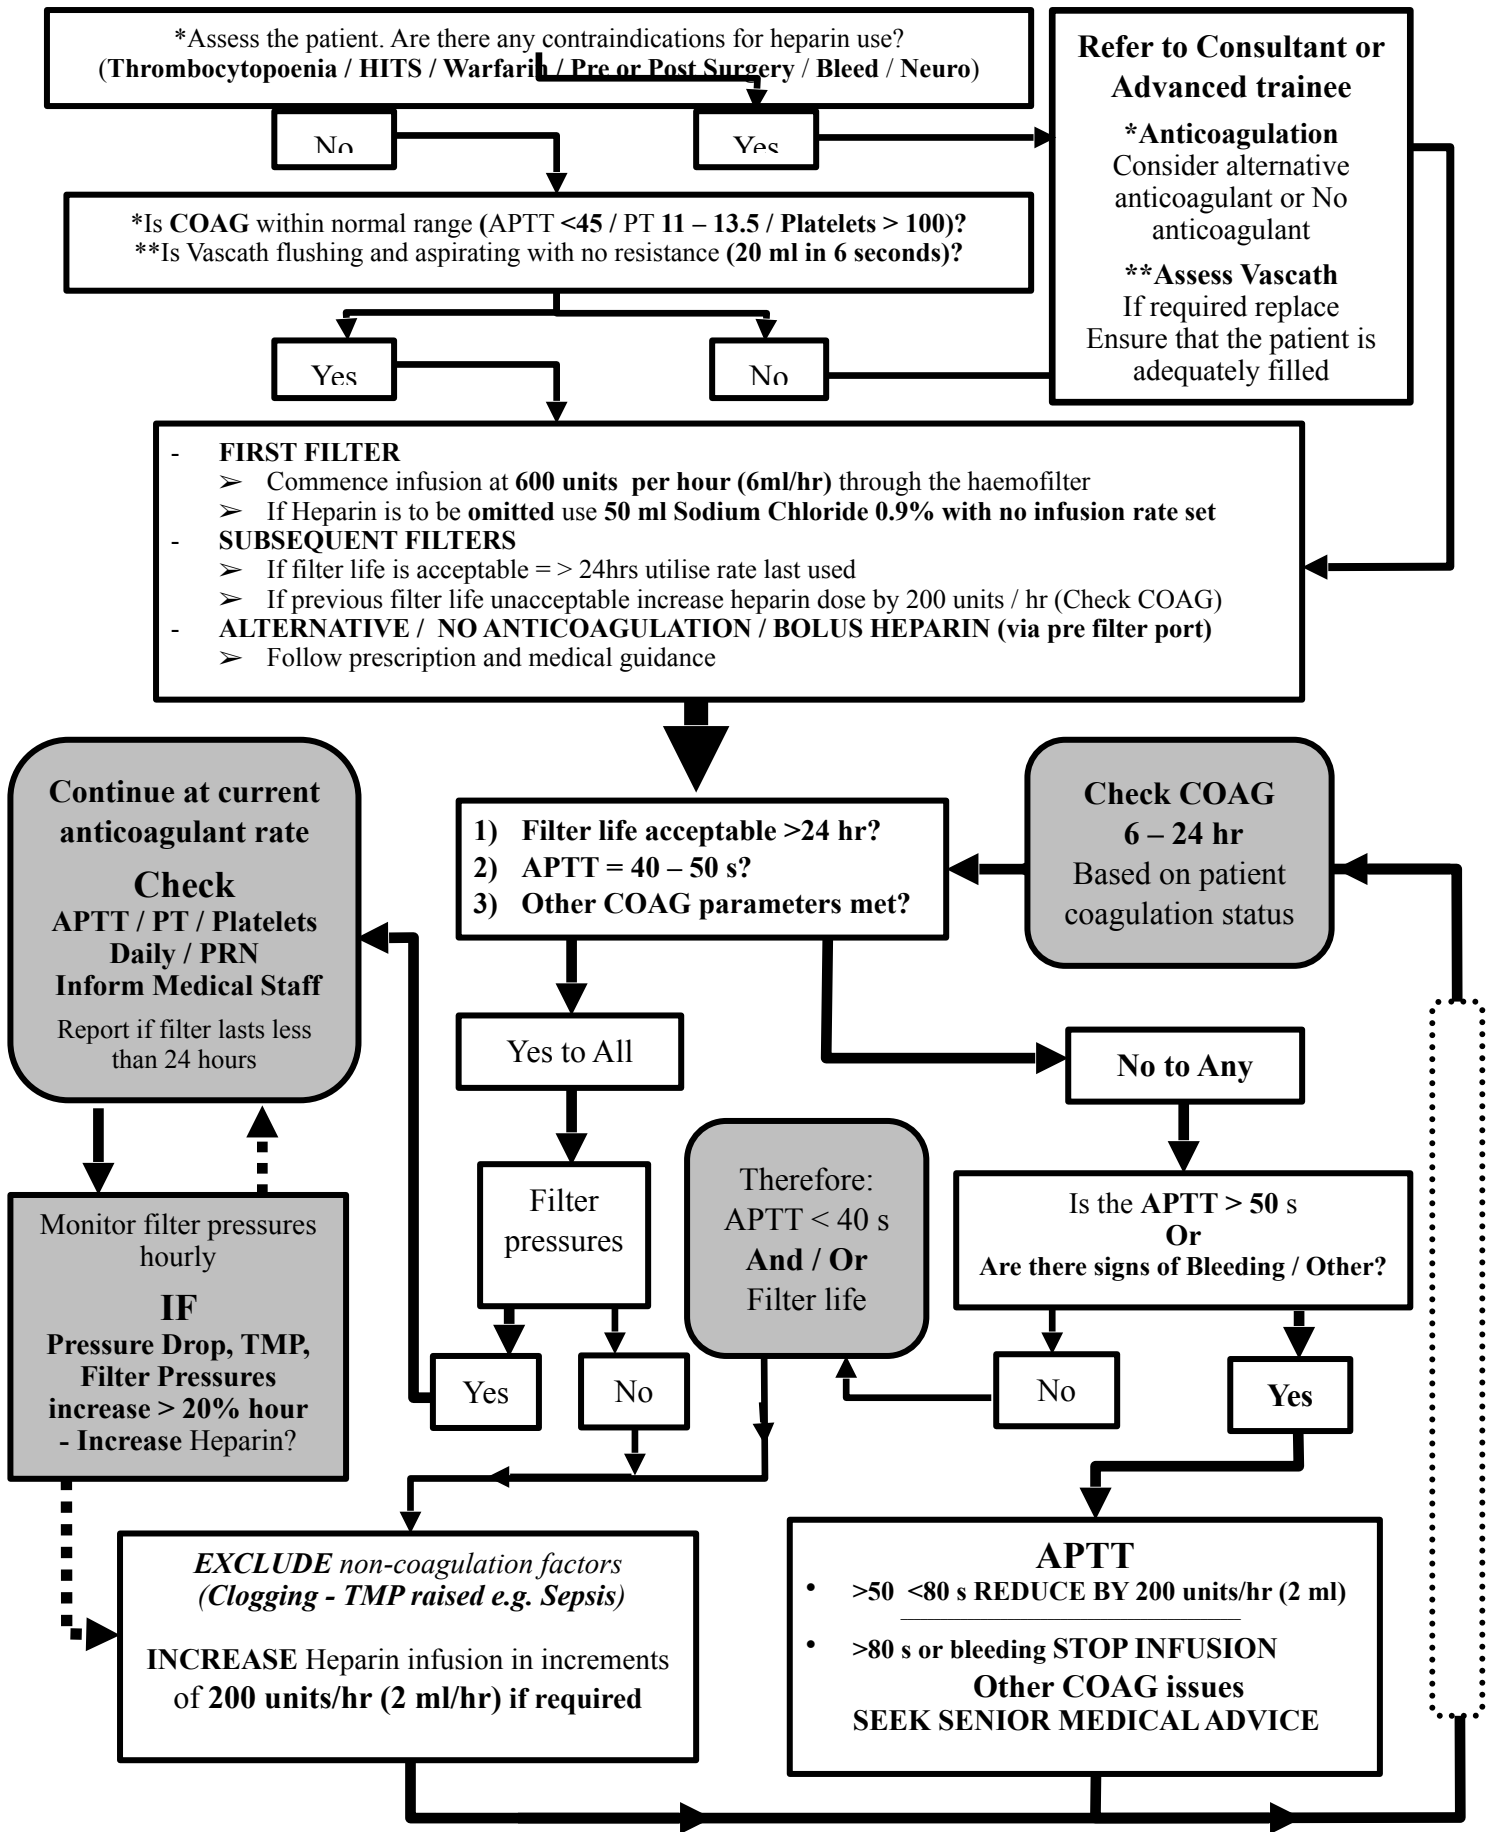 *Assess the patient. Are there any contraindications for heparin use?
(Thrombocytopoenia / HITS / Warfarin / Pre or Post Surgery / Bleed / Neuro)
No
Yes
Refer to Consultant or
Advanced trainee
*Anticoagulation
Consider alternative
anticoagulant or No
anticoagulant
**Assess Vascath
If required replace
Ensure that the patient is
adequately filled
*Is COAG within normal range (APTT <45 / PT 11 – 13.5 / Platelets > 100)?
**Is Vascath flushing and aspirating with no resistance (20 ml in 6 seconds)?
Yes
No
- FIRST FILTER
➢ Commence infusion at 600 units per hour (6ml/hr) through the haemofilter
➢ If Heparin is to be omitted use 50 ml Sodium Chloride 0.9% with no infusion rate set
- SUBSEQUENT FILTERS
➢ If filter life is acceptable = > 24hrs utilise rate last used
➢ If previous filter life unacceptable increase heparin dose by 200 units / hr (Check COAG)
- ALTERNATIVE / NO ANTICOAGULATION / BOLUS HEPARIN (via pre filter port)
➢ Follow prescription and medical guidance
Continue at current
anticoagulant rate
Check
APTT / PT / Platelets
Daily / PRN
Inform Medical Staff
Report if filter lasts less
than 24 hours
1) Filter life acceptable >24 hr?
2) APTT = 40 – 50 s?
3) Other COAG parameters met?
Check COAG
6 – 24 hr
Based on patient
coagulation status
Yes to All
No to Any
Filter
pressures
Therefore:
APTT < 40 s
And / Or
Filter life
Is the APTT > 50 s
Or
Are there signs of Bleeding / Other?
Monitor filter pressures
hourly
IF
Pressure Drop, TMP,
Filter Pressures
increase > 20% hour
- Increase Heparin?
Yes
No
No
Yes
EXCLUDE non-coagulation factors
(Clogging - TMP raised e.g. Sepsis)
INCREASE Heparin infusion in increments
of 200 units/hr (2 ml/hr) if required
APTT
• >50 <80 s REDUCE BY 200 units/hr (2 ml)
• >80 s or bleeding STOP INFUSION
Other COAG issues
SEEK SENIOR MEDICAL ADVICE